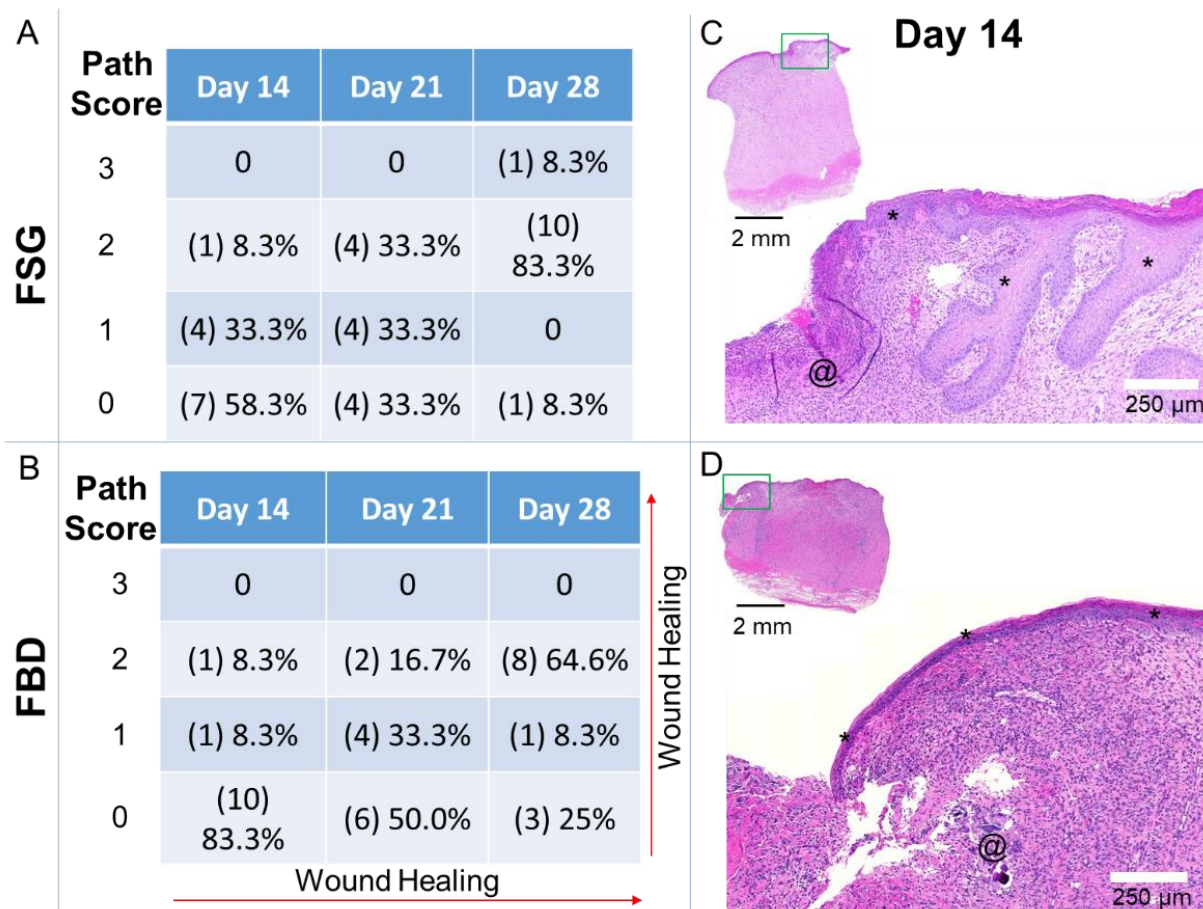 A
Path
Score
Day 14 Day 21 Day 28
3 0 0 (1) 8.3%
2 (1) 8.3% (4) 33.3% (10)
83.3%
1 (4) 33.3% (4) 33.3% 0
0 (7) 58.3% (4) 33.3% (1) 8.3%
FSG
B
Path
Score
Day 14 Day 21 Day 28
3 0 0 0
2 (1) 8.3% (2) 16.7% (8) 64.6%
1 (1) 8.3% (4) 33.3% (1) 8.3%
0 (10)
83.3% (6) 50.0% (3) 25%
FBD
Wound Healing
Wound Healing
C
Day 14
2 mm
*
*
*
@
250 µm
D
2 mm
*
*
*
@
250 µm